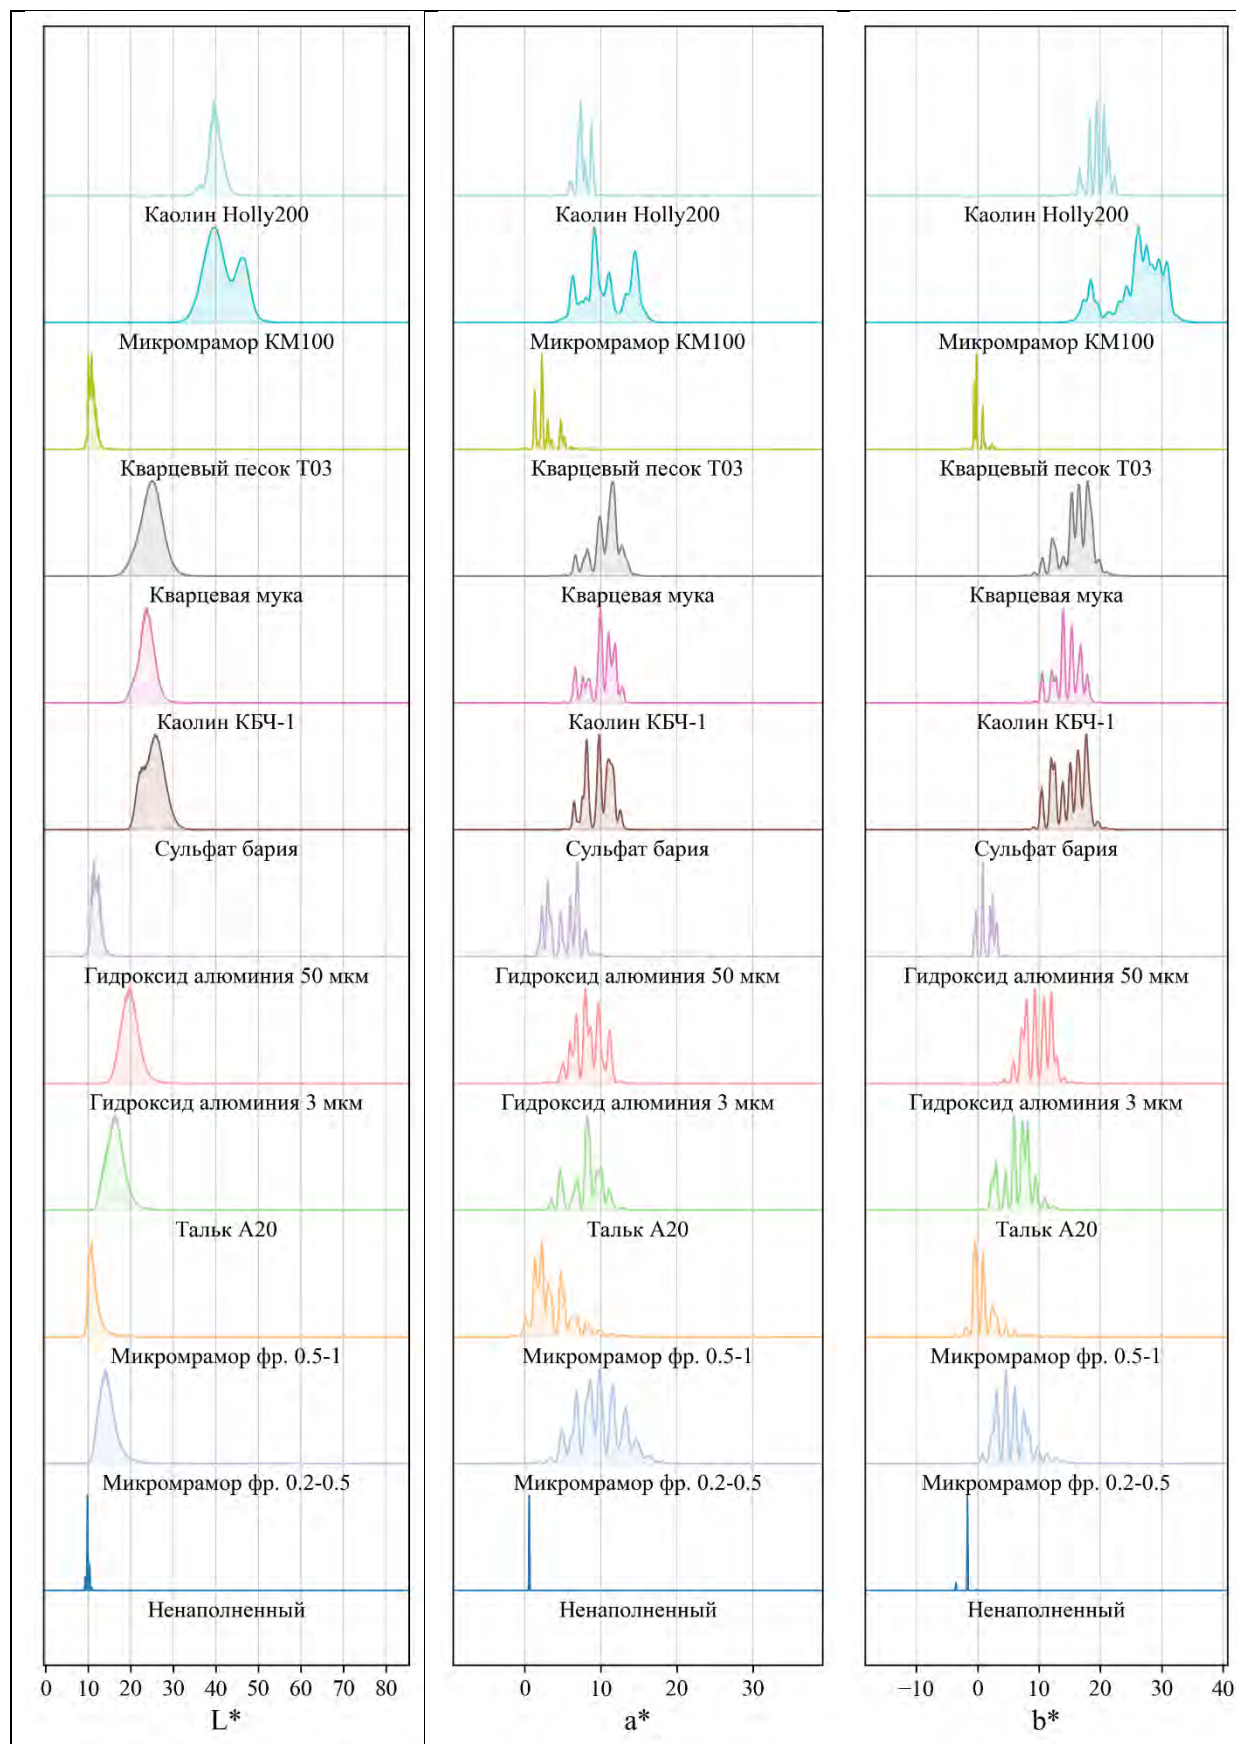 Каолин Holly200 Каолин Holly200 Каолин Holly200
Микромрамор КМ100 Микромрамор КМ100 Микромрамор КМ100
Кварцевый песок Т03 Кварцевый песок Т03 Кварцевый песок Т03
Кварцевая мука Кварцевая мука Кварцевая мука
Каолин КБЧ-1 Каолин КБЧ-1 Каолин КБЧ-1
Сульфат бария Сульфат бария Сульфат бария
Гидроксид алюминия 50 мкм Гидроксид алюминия 50 мкм Гидроксид алюминия 50 мкм
Гидроксид алюминия 3 мкм Гидроксид алюминия 3 мкм Гидроксид алюминия 3 мкм
Тальк А20 Тальк А20 Тальк А20
Микромрамор фр. 0.5-1 Микромрамор фр. 0.5-1 Микромрамор фр. 0.5-1
Микромрамор фр. 0.2-0.5 Микромрамор фр. 0.2-0.5 Микромрамор фр. 0.2-0.5
Ненаполненный Ненаполненный Ненаполненный
0 10 20 30 40 50 60 70 80 0 10 20 30 −10 0 10 20 30 40
L* a* b*